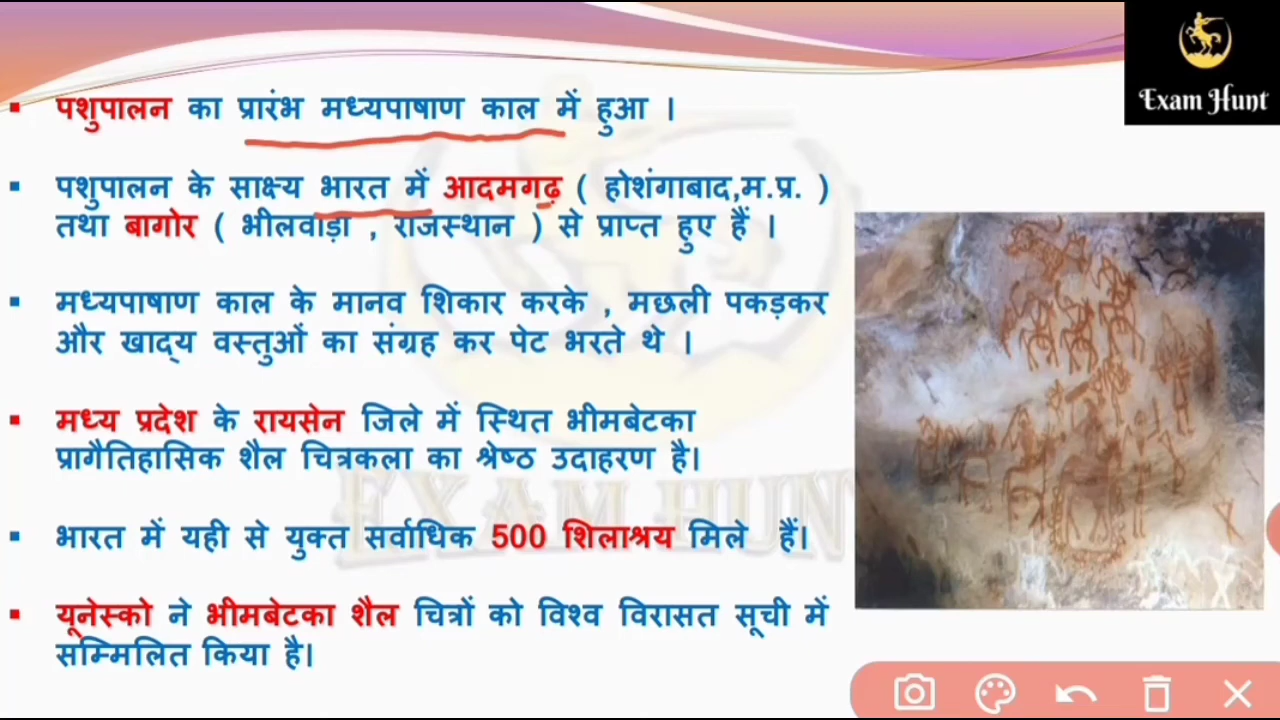 Exam Hunt
▪ पशुपालन का प्रारंभ मध्यपाषाण काल में हुआ ।
▪ पशुपालन के साक्ष्य भारत में आदमगढ़ ( होशंगाबाद,म.प्र. )
तथा बागोर ( भीलवाड़ा , राजस्थान ) से प्राप्त हुए हैं ।
▪ मध्यपाषाण काल के मानव शिकार करके , मछली पकड़कर
और खाद्य वस्तुओं का संग्रह कर पेट भरते थे ।
▪ मध्य प्रदेश के रायसेन जिले में स्थित भीमबेटका
प्रागैतिहासिक शैल चित्रकला का श्रेष्ठ उदाहरण है।
▪ भारत में यही से युक्त सर्वाधिक 500 शिलाश्रय मिले हैं।
▪ यूनेस्को ने भीमबेटका शैल चित्रों को विश्व विरासत सूची में
सम्मिलित किया है।
EXAM HUNT